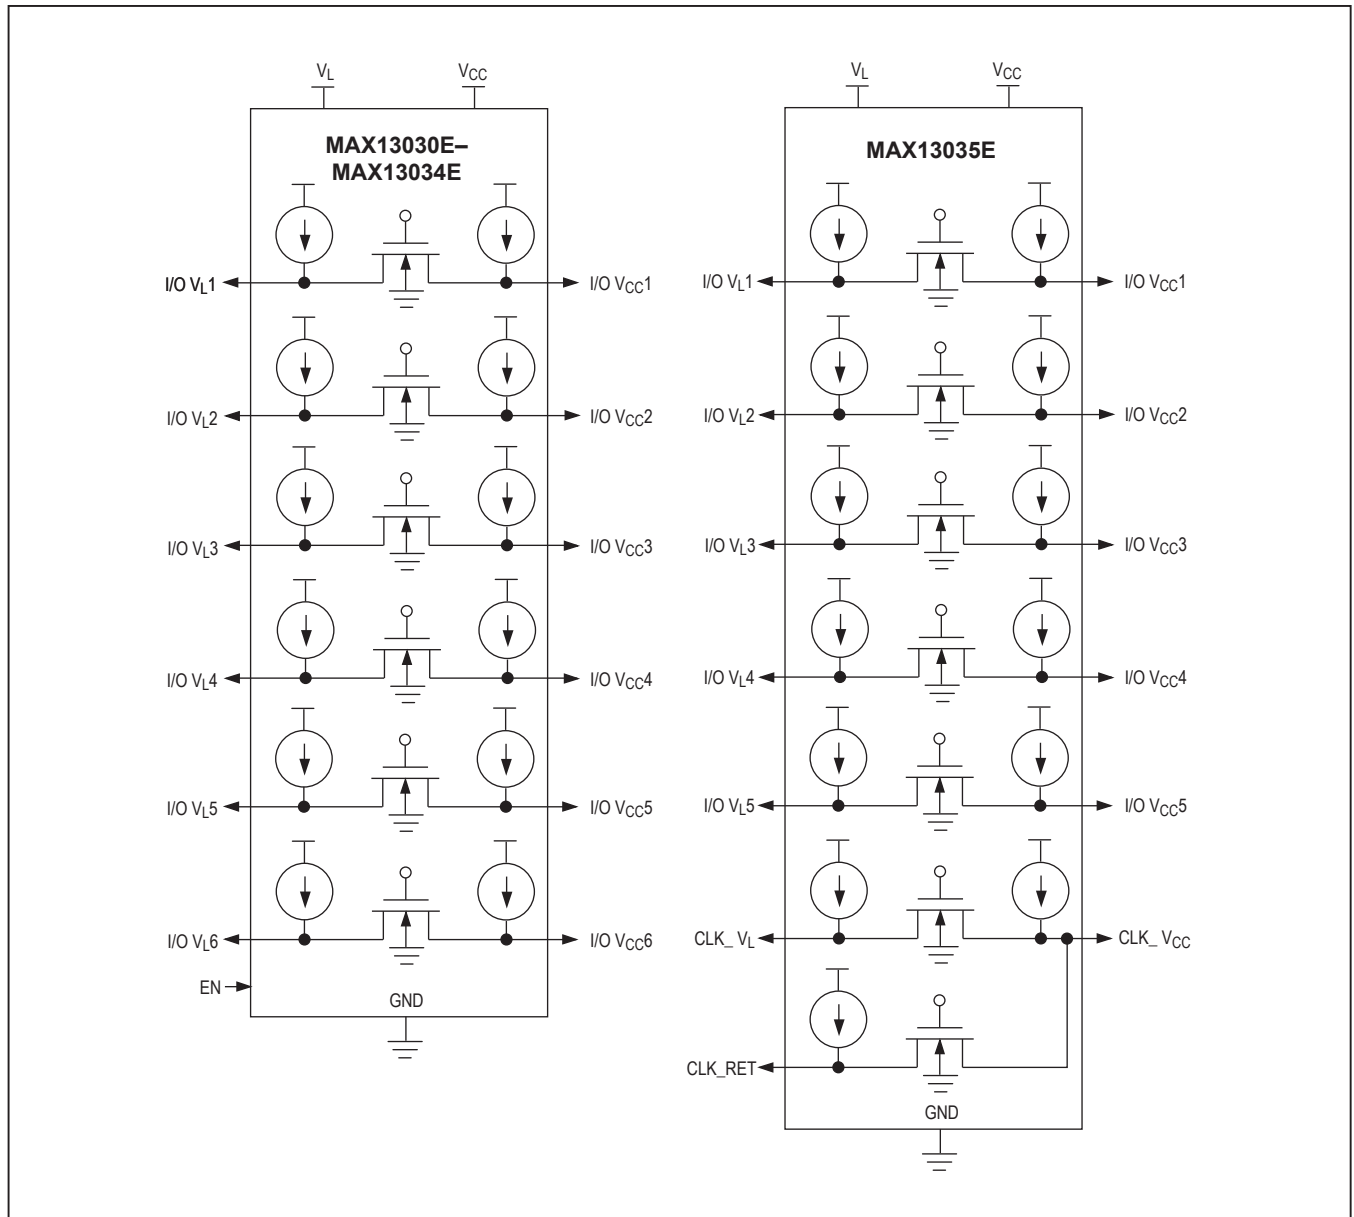 VL VCC
MAX13030E–
MAX13034E
I/O VL1 I/O VCC1
I/O VL2 I/O VCC2
I/O VL3 I/O VCC3
I/O VL4 I/O VCC4
I/O VL5 I/O VCC5
I/O VL6 I/O VCC6
EN
GND
VL VCC
MAX13035E
I/O VL1 I/O VCC1
I/O VL2 I/O VCC2
I/O VL3 I/O VCC3
I/O VL4 I/O VCC4
I/O VL5 I/O VCC5
CLK_ VL CLK_ VCC
CLK_RET
GND